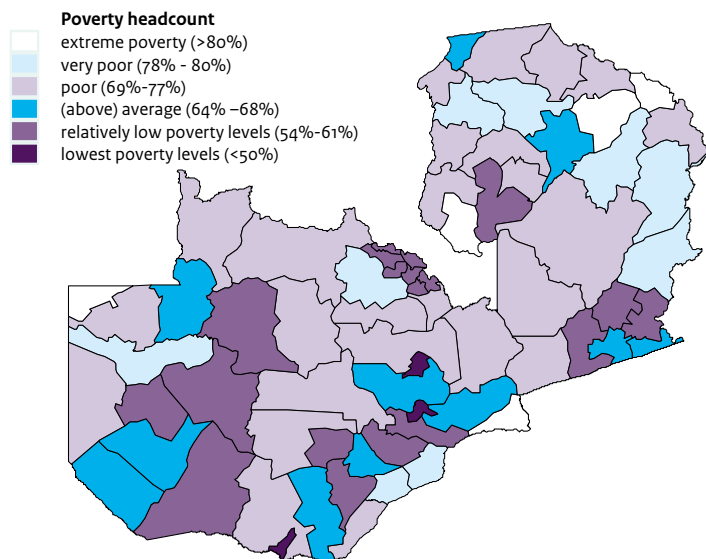 Poverty headcount
extreme poverty (>80%)
very poor (78% - 80%)
poor (69%-77%)
(above) average (64% –68%)
relatively low poverty levels (54%-61%)
lowest poverty levels (<50%)